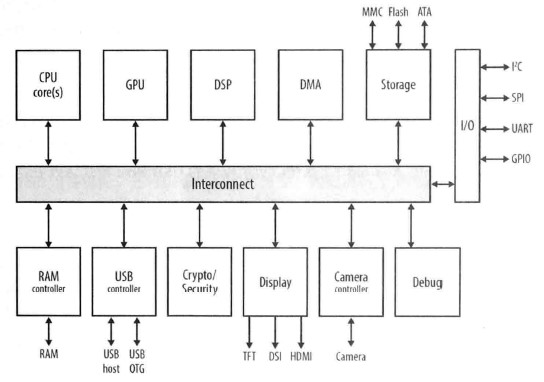 MMC Flash ATA
CPU
core(s)
GPU
DSP
DMA
Storage
I/O
I²C
SPI
UART
GPIO
Interconnect
RAM
controller
USB
controller
Crypto/
Security
Display
Camera
controller
Debug
RAM
USB
host
USB
OTG
TFT
DSI
HDMI
Camera